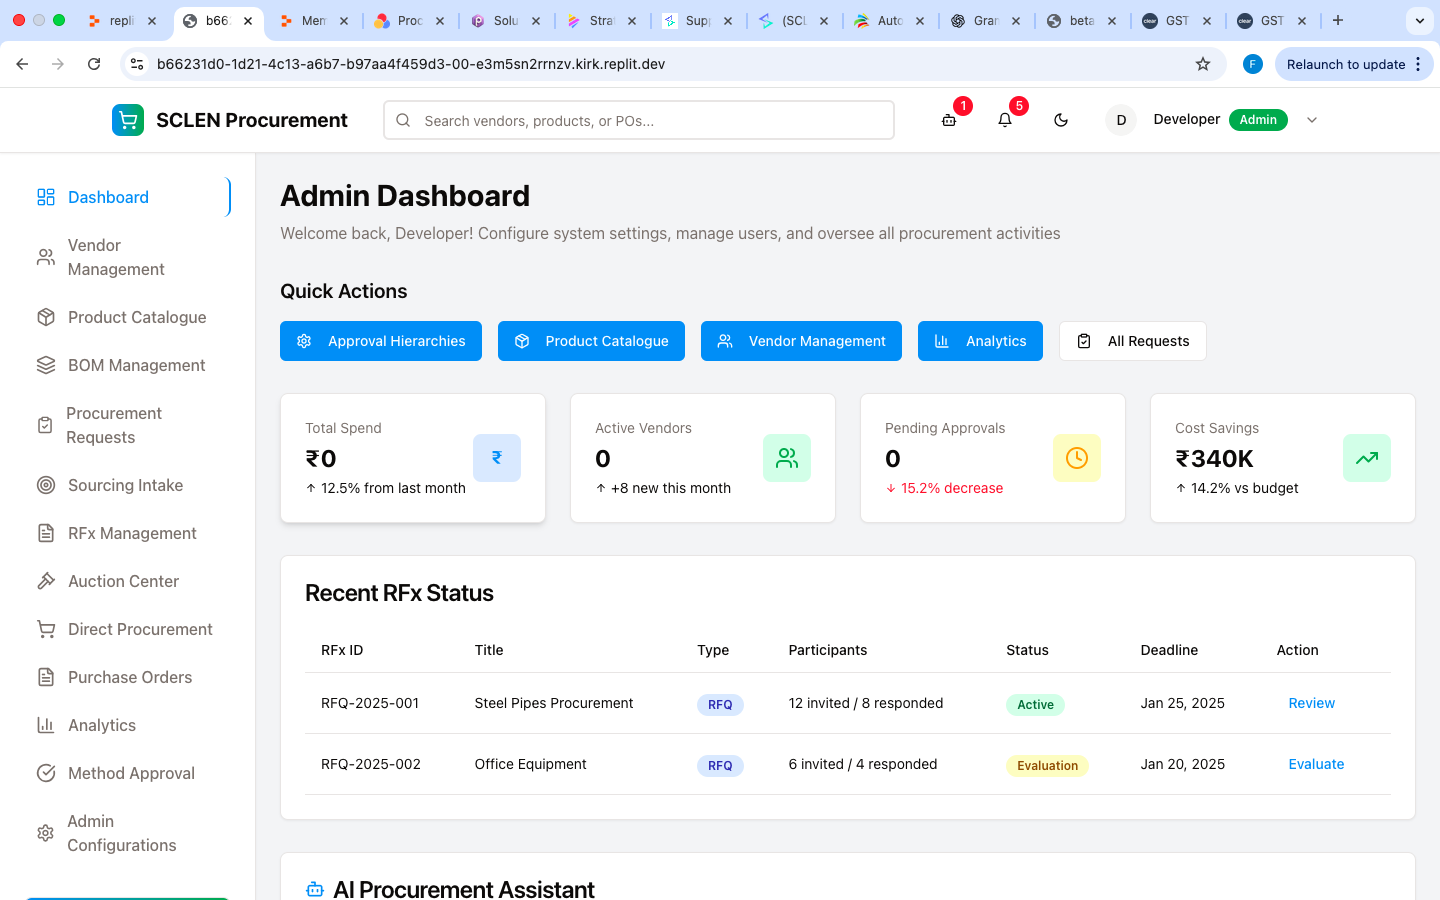 repli
b66
Mem
Proc
Solu
Strat
Supp
(SCL
Auto
Gran
beta
clear
GST
clear
GST
b66231d0-1d21-4c13-a6b7-b97aa4f459d3-00-e3m5sn2rrnzv.kirk.replit.dev
F
Relaunch to update
SCLEN Procurement
Search vendors, products, or POs...
1
5
D
Developer
Admin
Dashboard
Vendor
Management
Product Catalogue
BOM Management
Procurement
Requests
Sourcing Intake
RFx Management
Auction Center
Direct Procurement
Purchase Orders
Analytics
Method Approval
Admin
Configurations
Admin Dashboard
Welcome back, Developer! Configure system settings, manage users, and oversee all procurement activities
Quick Actions
Approval Hierarchies
Product Catalogue
Vendor Management
Analytics
All Requests
Total Spend
₹0
↑ 12.5% from last month
₹
Active Vendors
0
↑ +8 new this month
Pending Approvals
0
↓ 15.2% decrease
Cost Savings
₹340K
↑ 14.2% vs budget
Recent RFx Status
RFx ID Title Type Participants Status Deadline Action
RFQ-2025-001 Steel Pipes Procurement RFQ 12 invited / 8 responded Active Jan 25, 2025 Review
RFQ-2025-002 Office Equipment RFQ 6 invited / 4 responded Evaluation Jan 20, 2025 Evaluate
AI Procurement Assistant